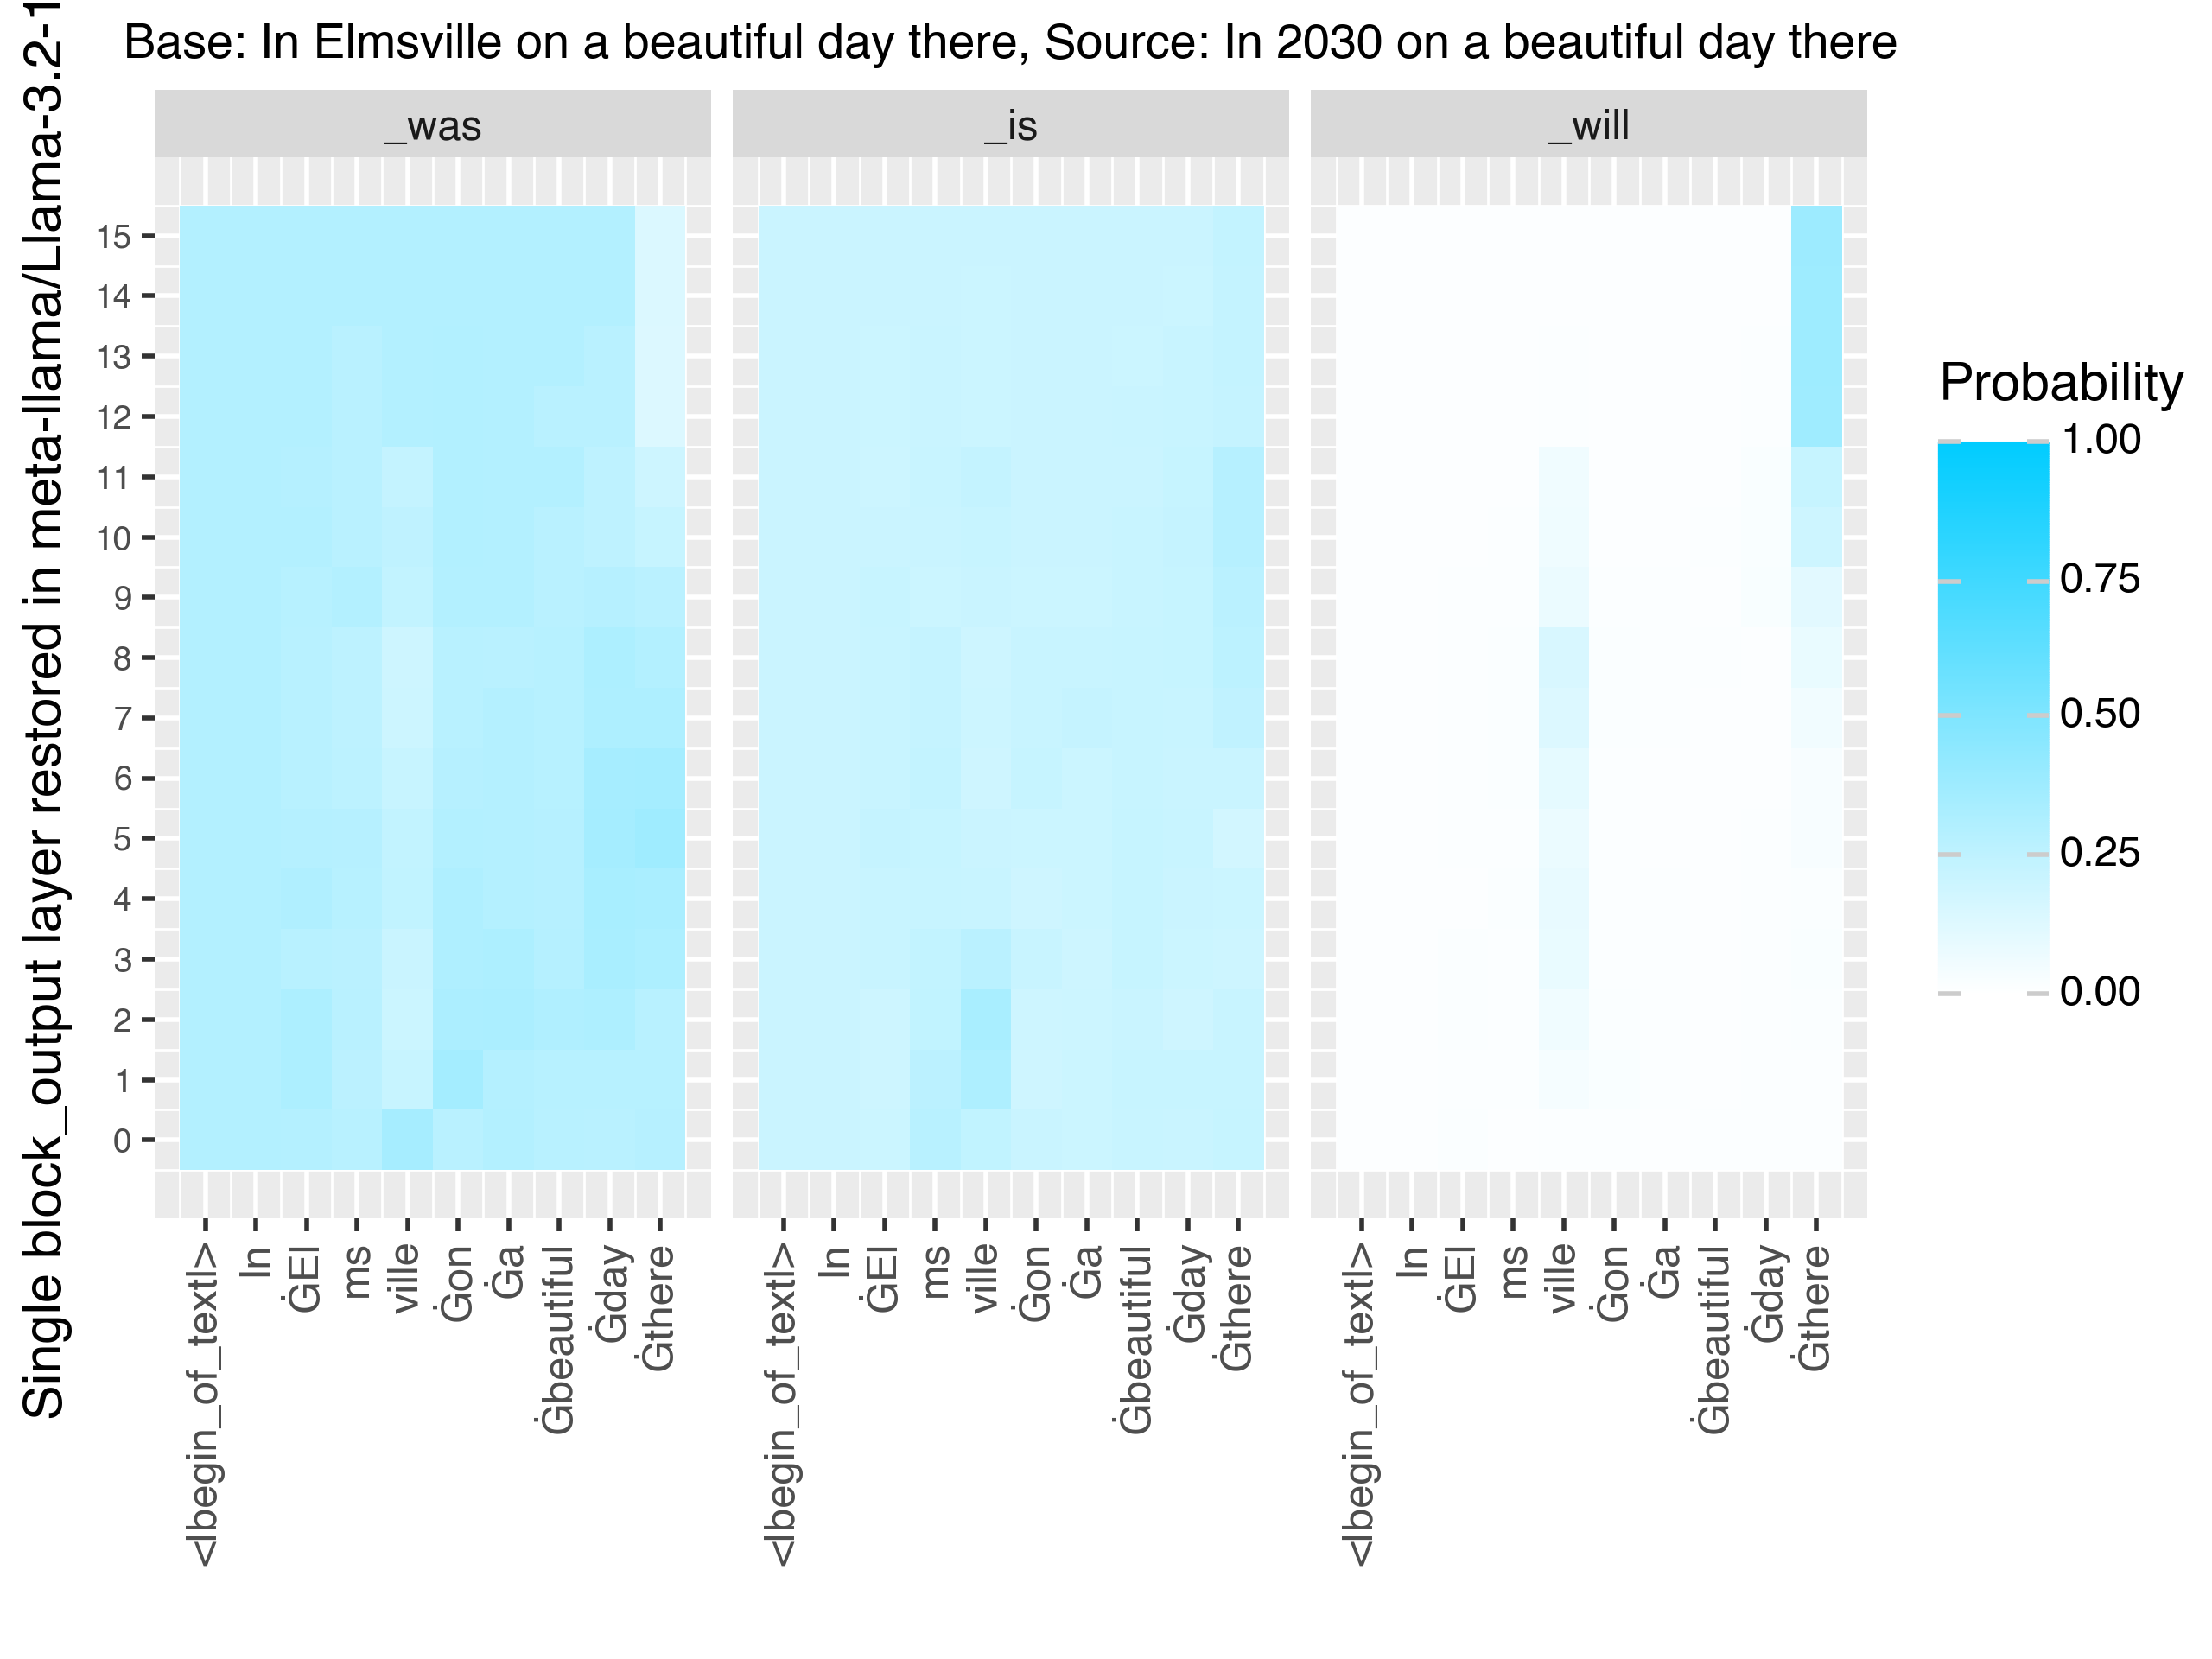 Base: In Elmsville on a beautiful day there, Source: In 2030 on a beautiful day there
Single block_output layer restored in meta-llama/Llama-3.2-1
_was
_is
_will
15
14
13
12
11
10
9
8
7
6
5
4
3
2
1
0
<|begin_of_text|>
In
ĠEl
ms
ville
Ġon
Ġa
Ġbeautiful
Ġday
Ġthere
<|begin_of_text|>
In
ĠEl
ms
ville
Ġon
Ġa
Ġbeautiful
Ġday
Ġthere
<|begin_of_text|>
In
ĠEl
ms
ville
Ġon
Ġa
Ġbeautiful
Ġday
Ġthere
Probability
1.00
0.75
0.50
0.25
0.00